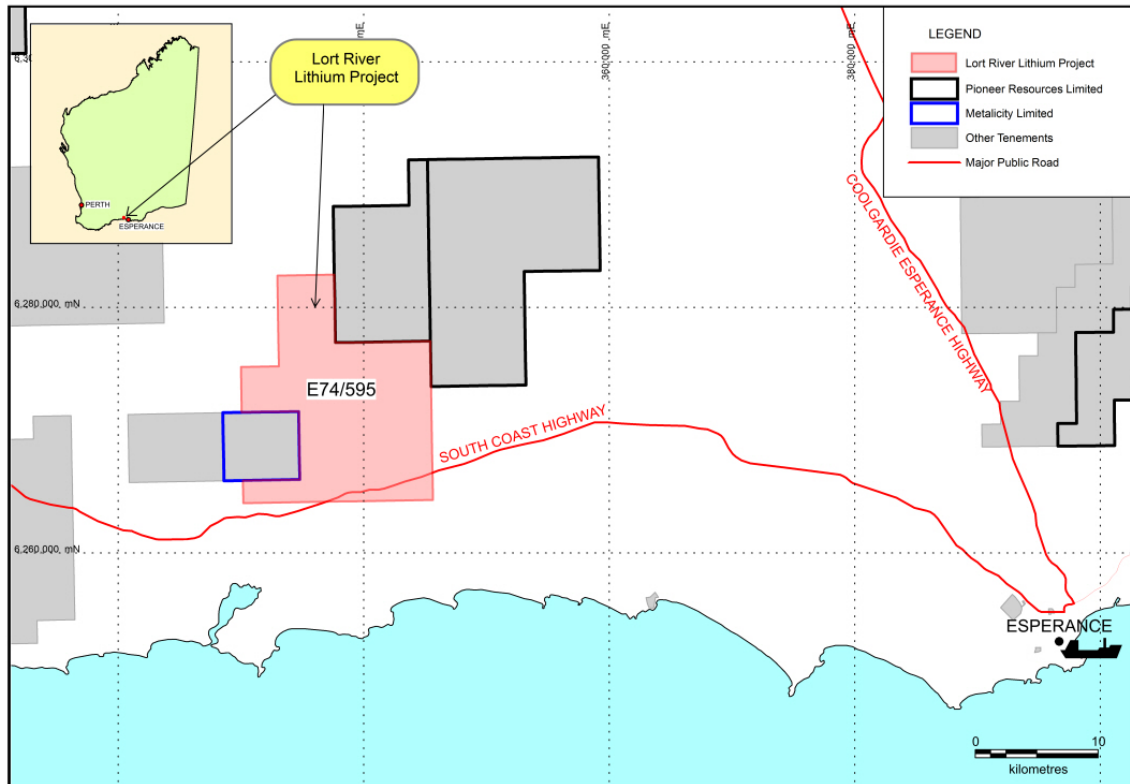 Lort River
Lithium Project
PERTH
ESPERANCE
360,000 mE
380,000 mE
LEGEND
Lort River Lithium Project
Pioneer Resources Limited
Metalicity Limited
Other Tenements
Major Public Road
COOLGARDIE ESPERANCE HIGHWAY
6,280,000 mN
E74/595
SOUTH COAST HIGHWAY
6,260,000 mN
ESPERANCE
0 10
kilometres